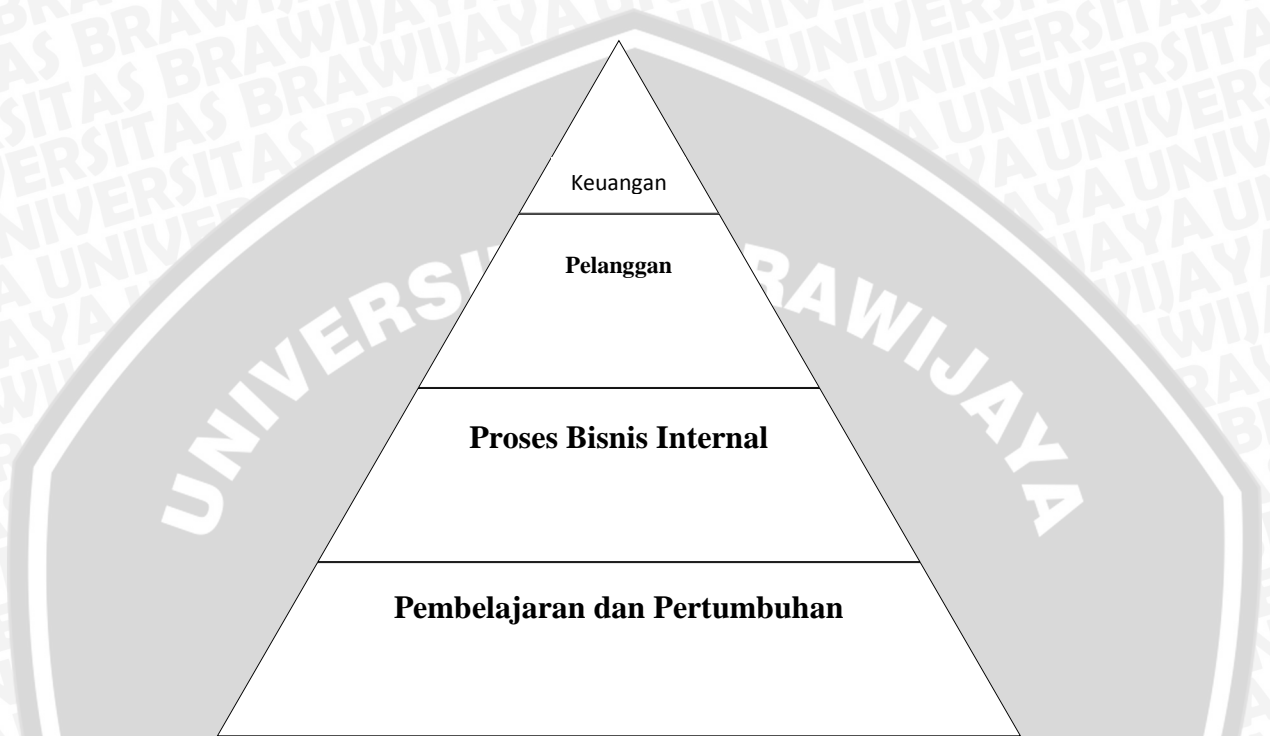 Keuangan
Pelanggan
Proses Bisnis Internal
Pembelajaran dan Pertumbuhan